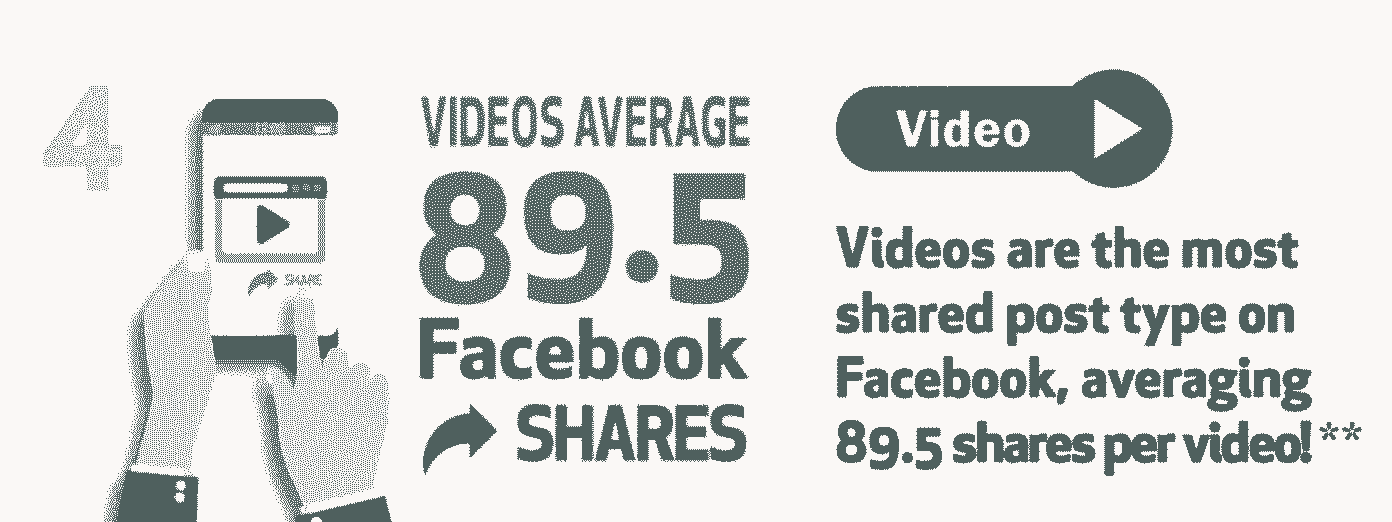 4
VIDEOS AVERAGE
89.5
Facebook
SHARES
SHARE
Video
Videos are the most
shared post type on
Facebook, averaging
89.5 shares per video!**